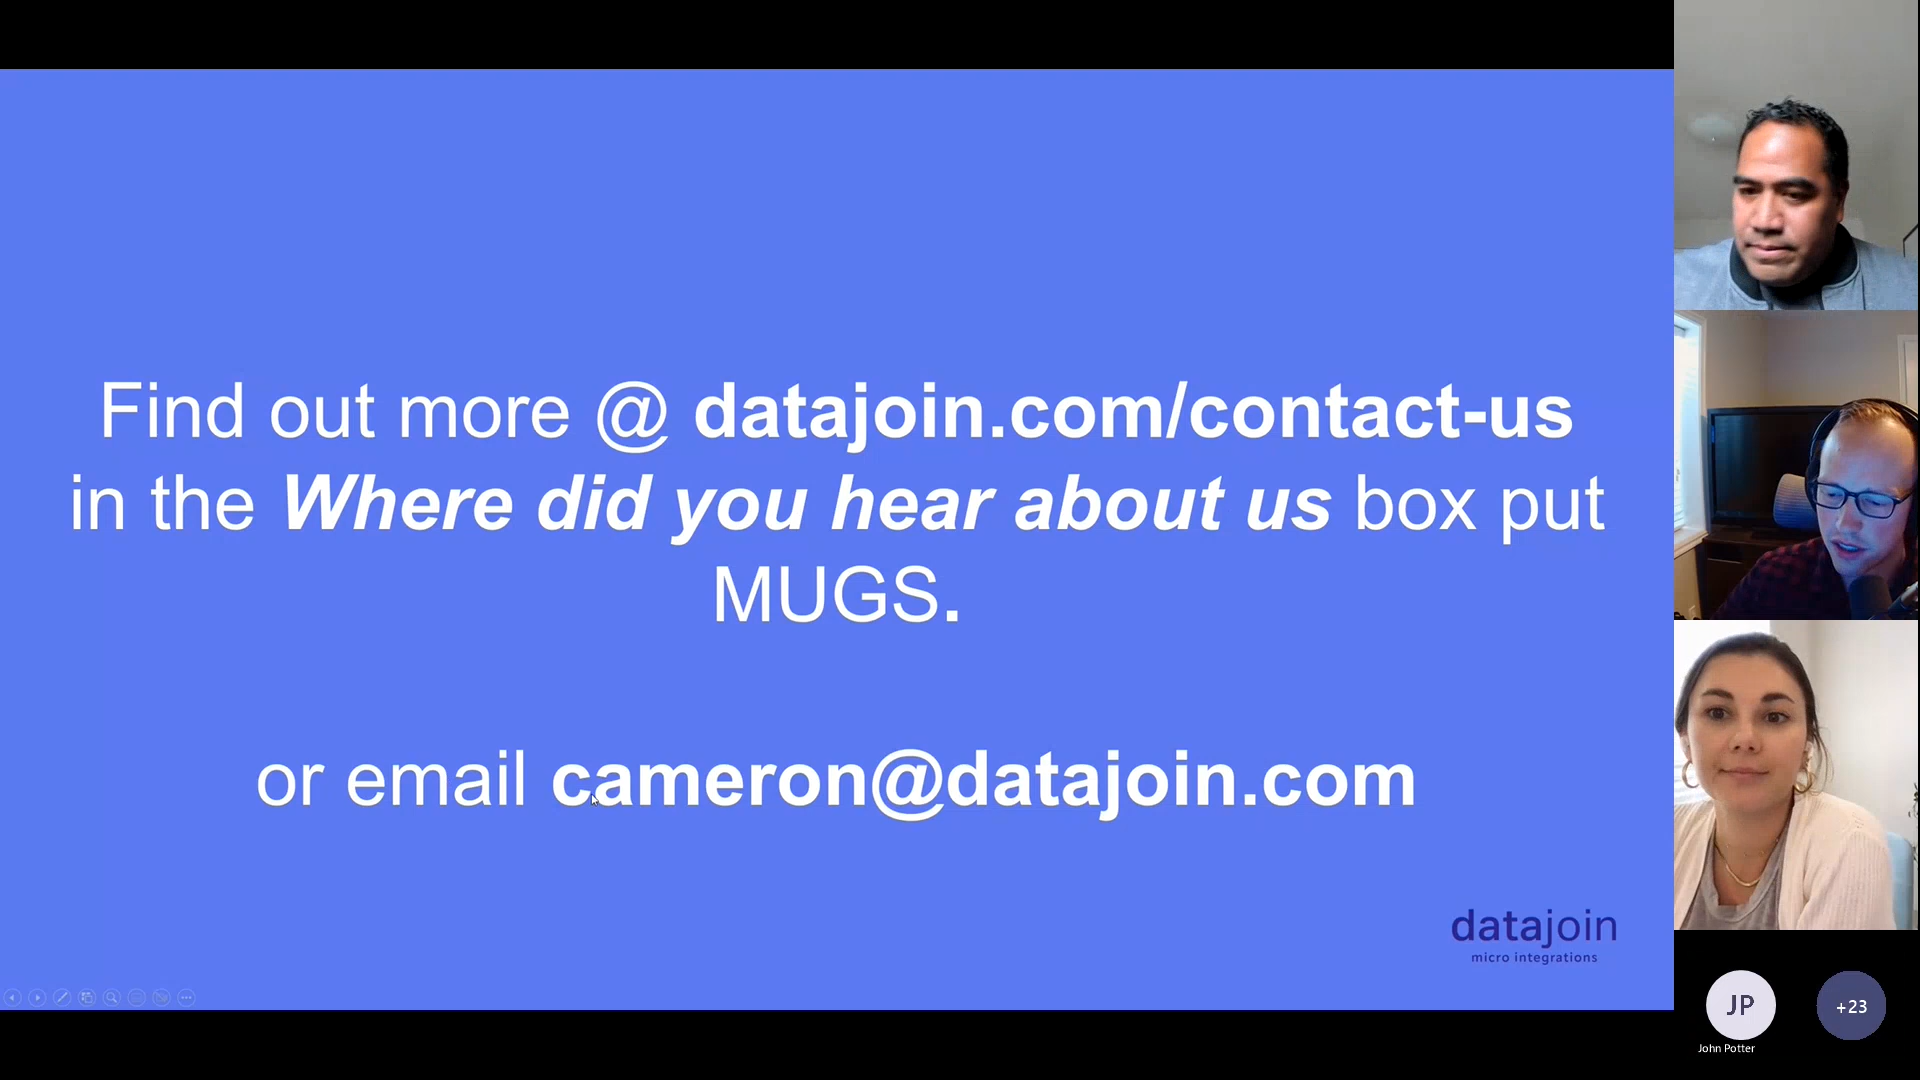 Find out more @ datajoin.com/contact-us
in the Where did you hear about us box put
MUGS.
or email cameron@datajoin.com
datajoin
micro integrations
JP
+23
John Potter